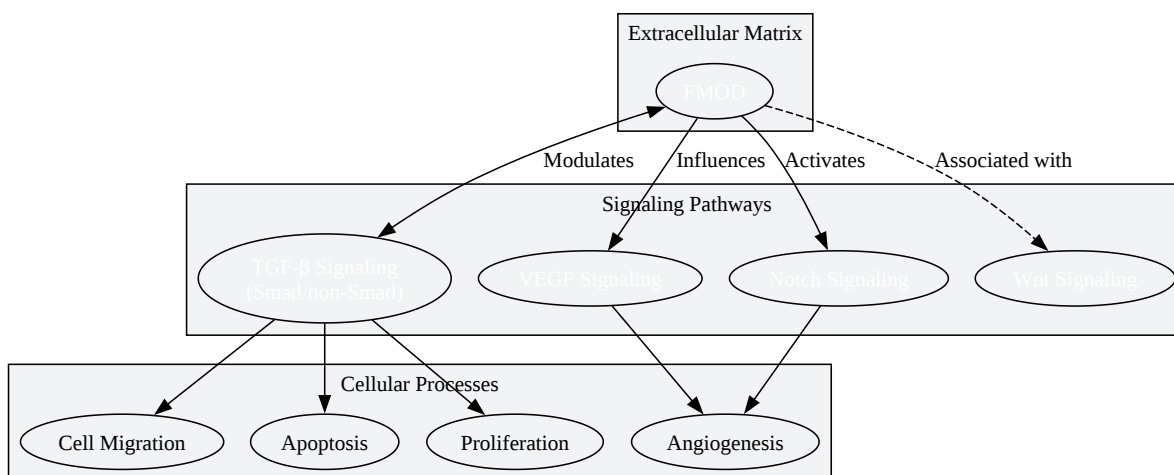 Extracellular Matrix
FMOD
Modulates
Influences
Activates
Associated with
Signaling Pathways
TGF-β Signaling
(Smad/non-Smad)
VEGF Signaling
Notch Signaling
Wnt Signaling
Cellular Processes
Cell Migration
Apoptosis
Proliferation
Angiogenesis